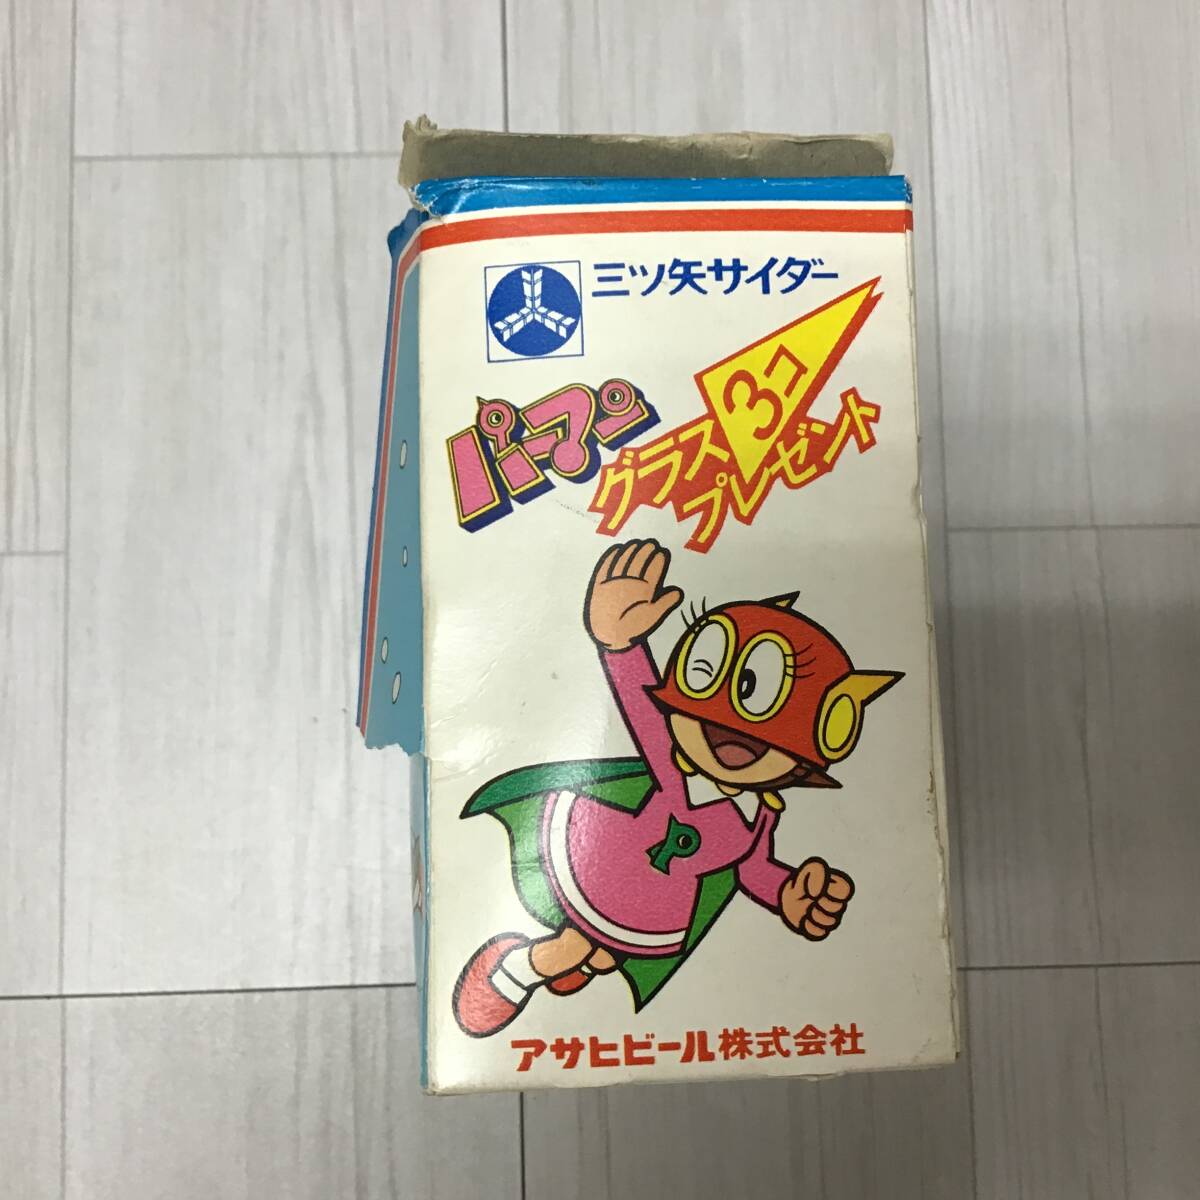 三ツ矢サイダー
パーマン
グラス3コ
プレゼント
P
アサヒビール株式会社